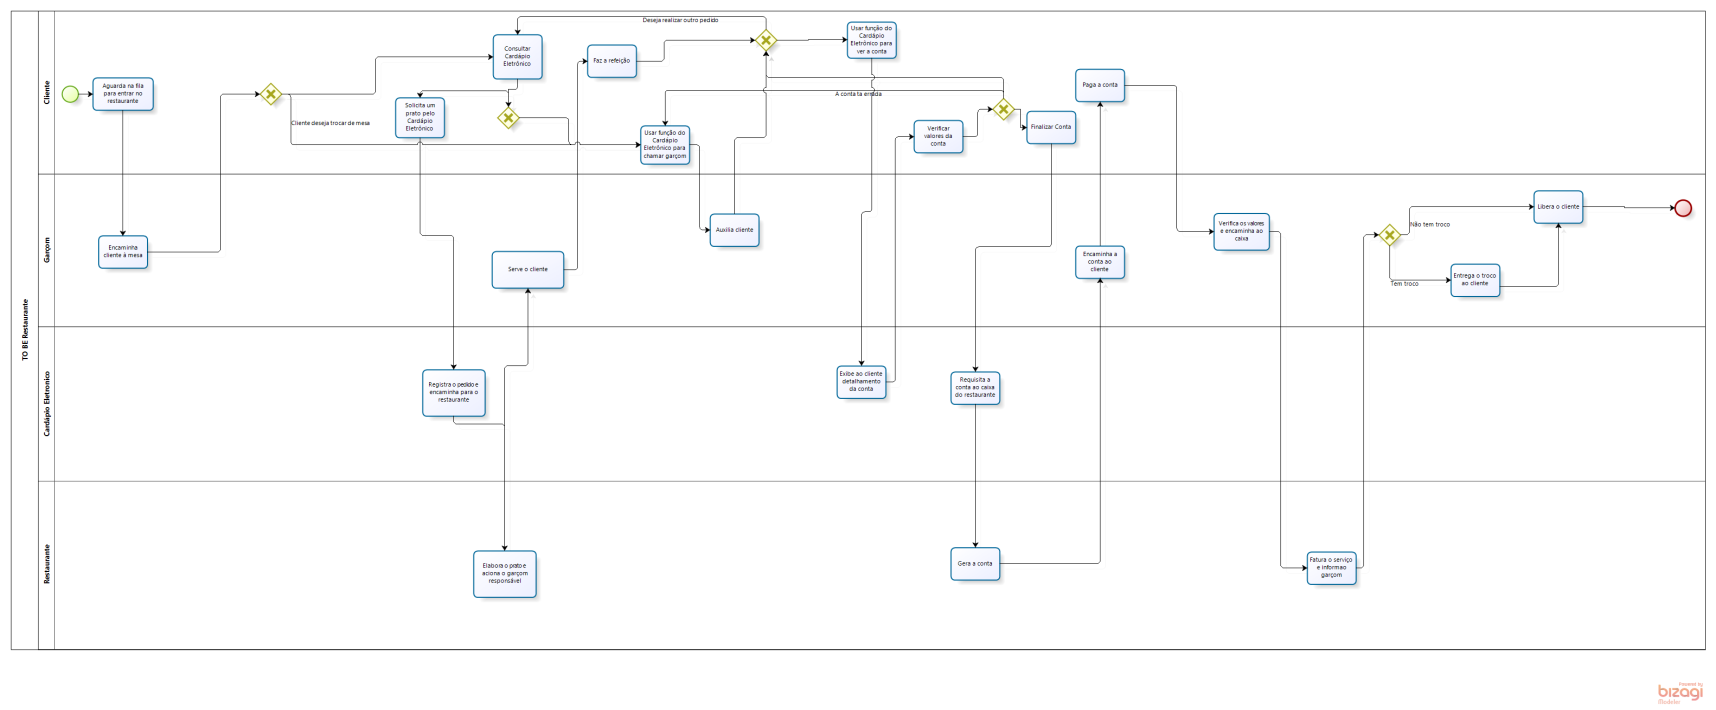 TO BE Restaurante
Cliente
Garçom
Cardápio Eletronico
Restaurante
Aguarda na fila
para entrar no
restaurante
Encaminha
cliente à mesa
Cliente deseja trocar de mesa
Consultar
Cardápio
Eletrônico
Solicita um
prato pelo
Cardápio
Eletrônico
Registra o pedido e
encaminha para o
restaurante
Elabora o prato e
aciona o garçom
responsável
Serve o cliente
Faz a refeição
Deseja realizar outro pedido
Usar função do
Cardápio
Eletrônico para
chamar garçom
Auxilia cliente
Usar função do
Cardápio
Eletrônico para
ver a conta
A conta ta errada
Exibe ao cliente
detalhamento
da conta
Verificar
valores da
conta
Finalizar Conta
Requisita a
conta ao caixa
do restaurante
Gera a conta
Encaminha a
conta ao
cliente
Paga a conta
Verifica os valores
e encaminha ao
caixa
Fatura o serviço
e informa o
garçom
Não tem troco
Tem troco
Entrega o troco
ao cliente
Libera o cliente
Powered by
bizagi
Modeler